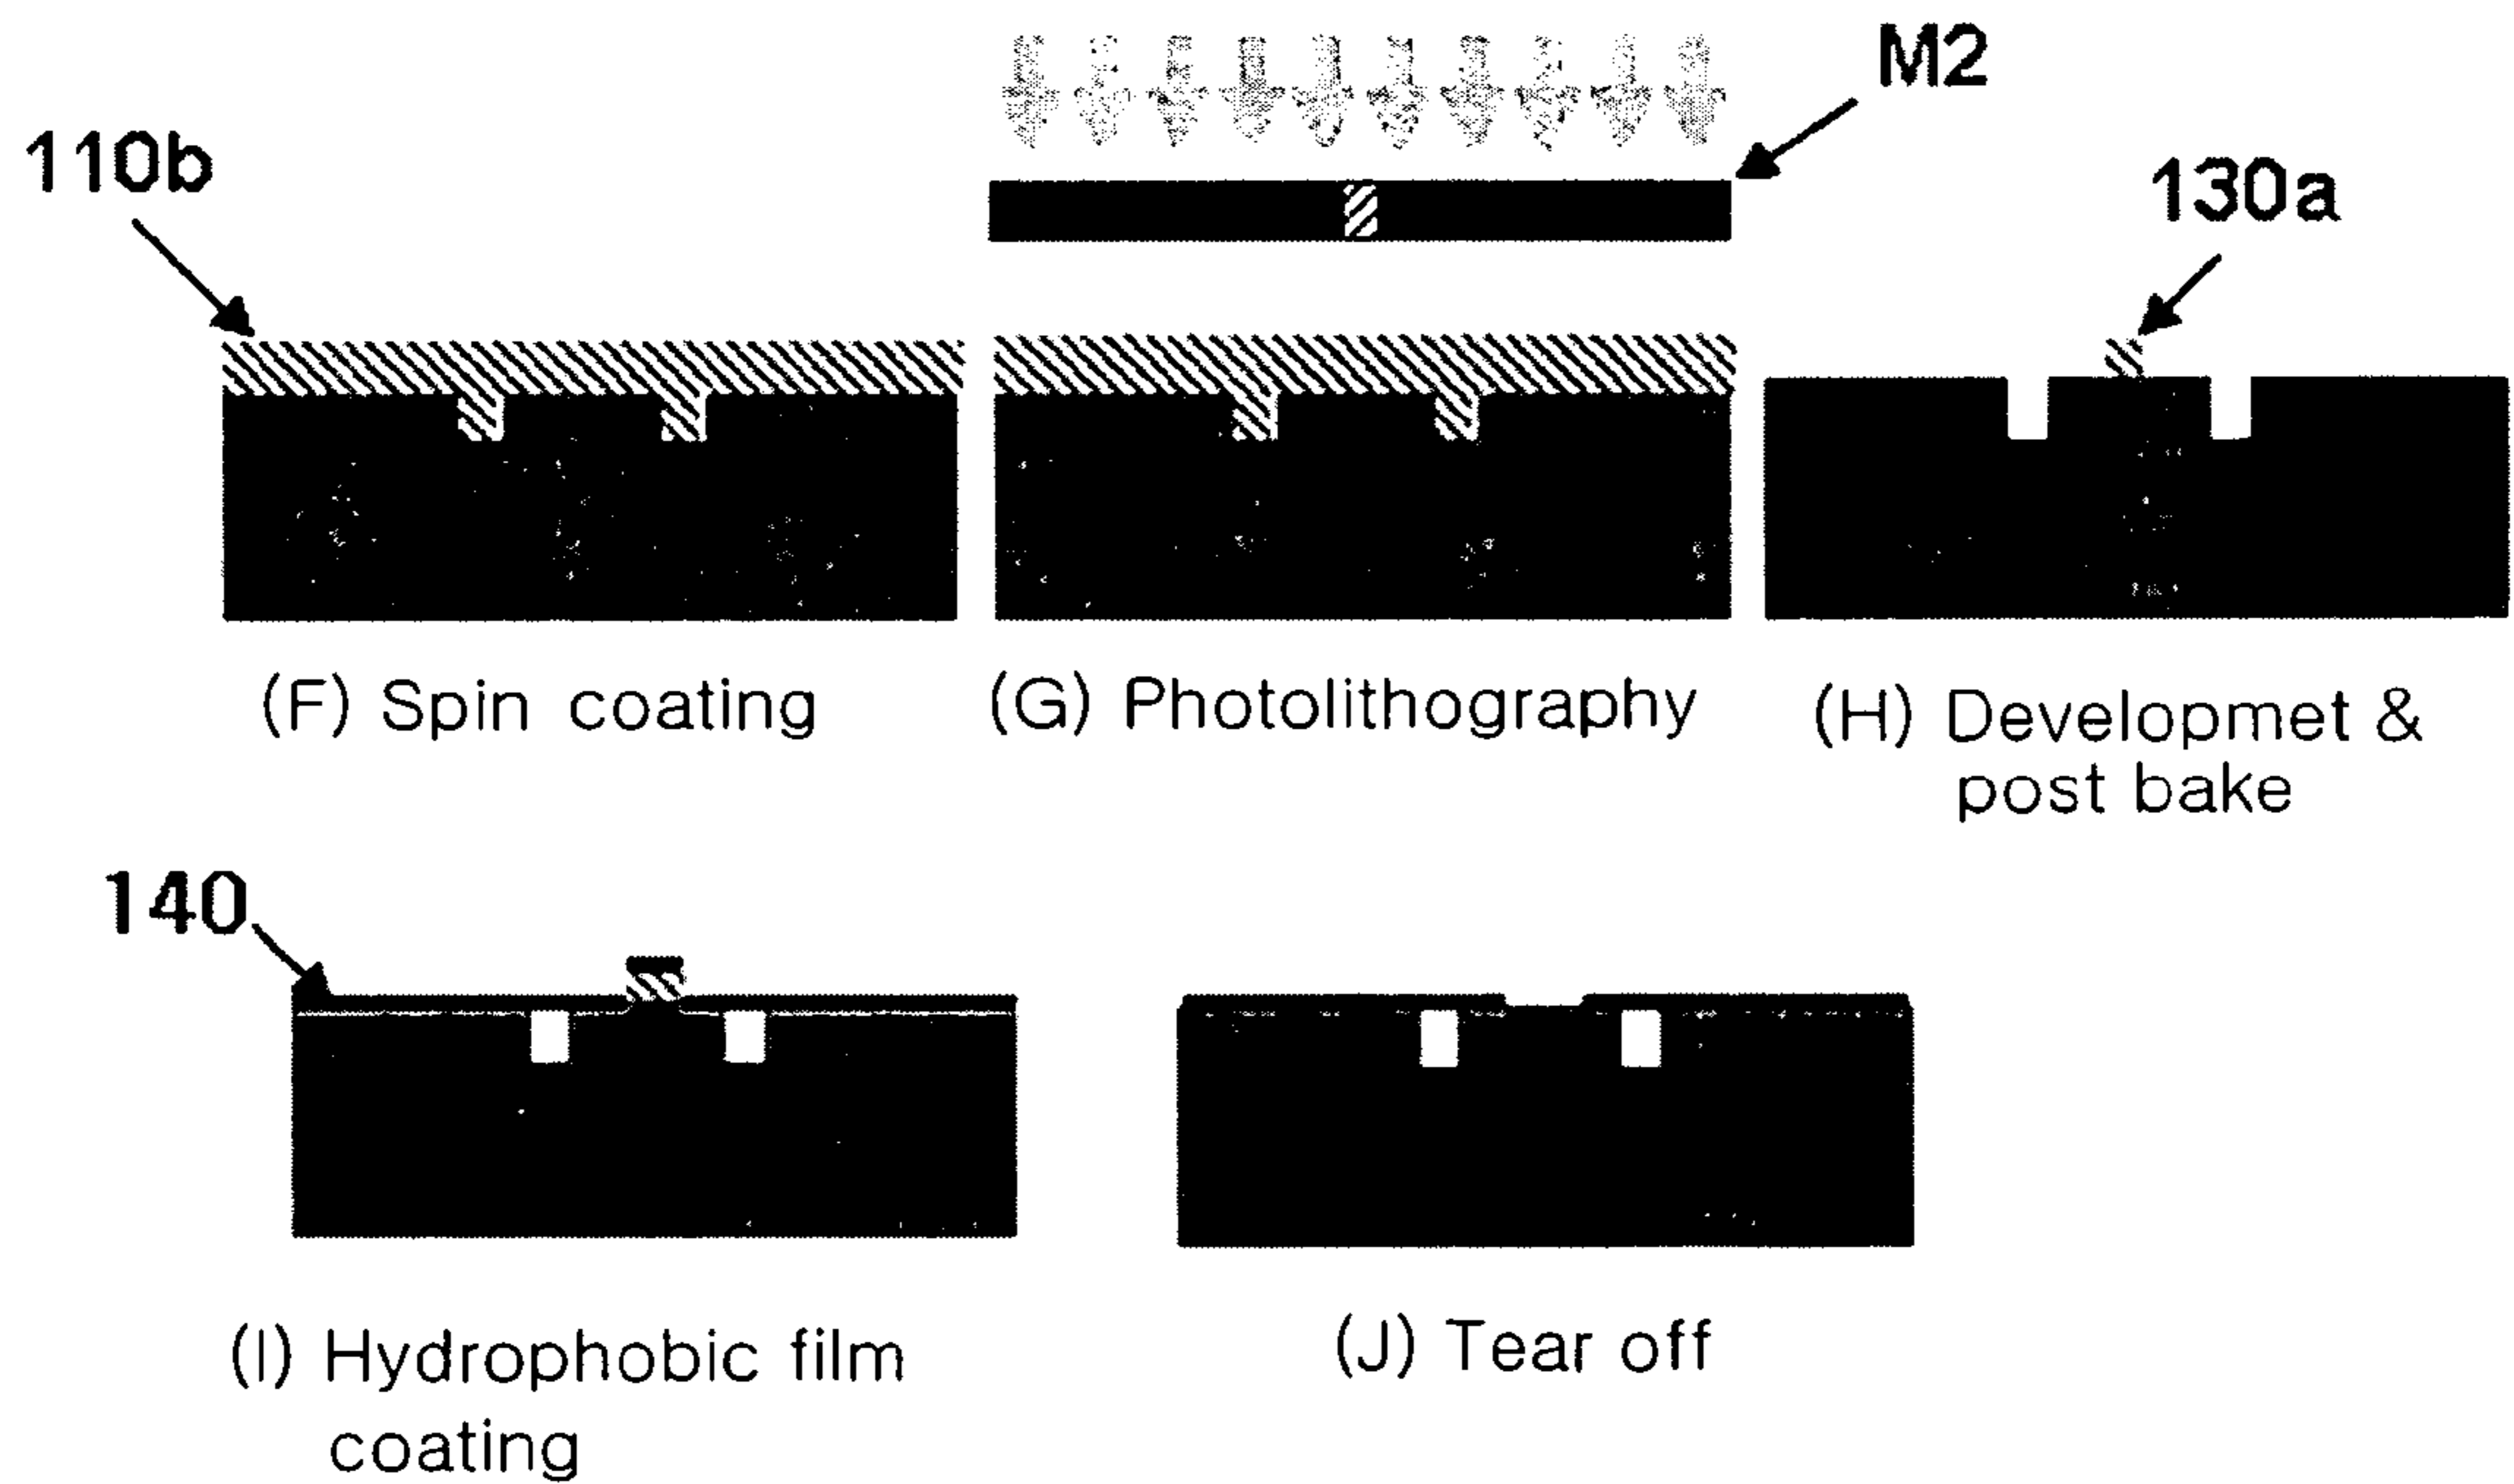 M2
110b
130a
(F) Spin coating
(G) Photolithography
(H) Developmet &
post bake
140
(I) Hydrophobic film
coating
(J) Tear off